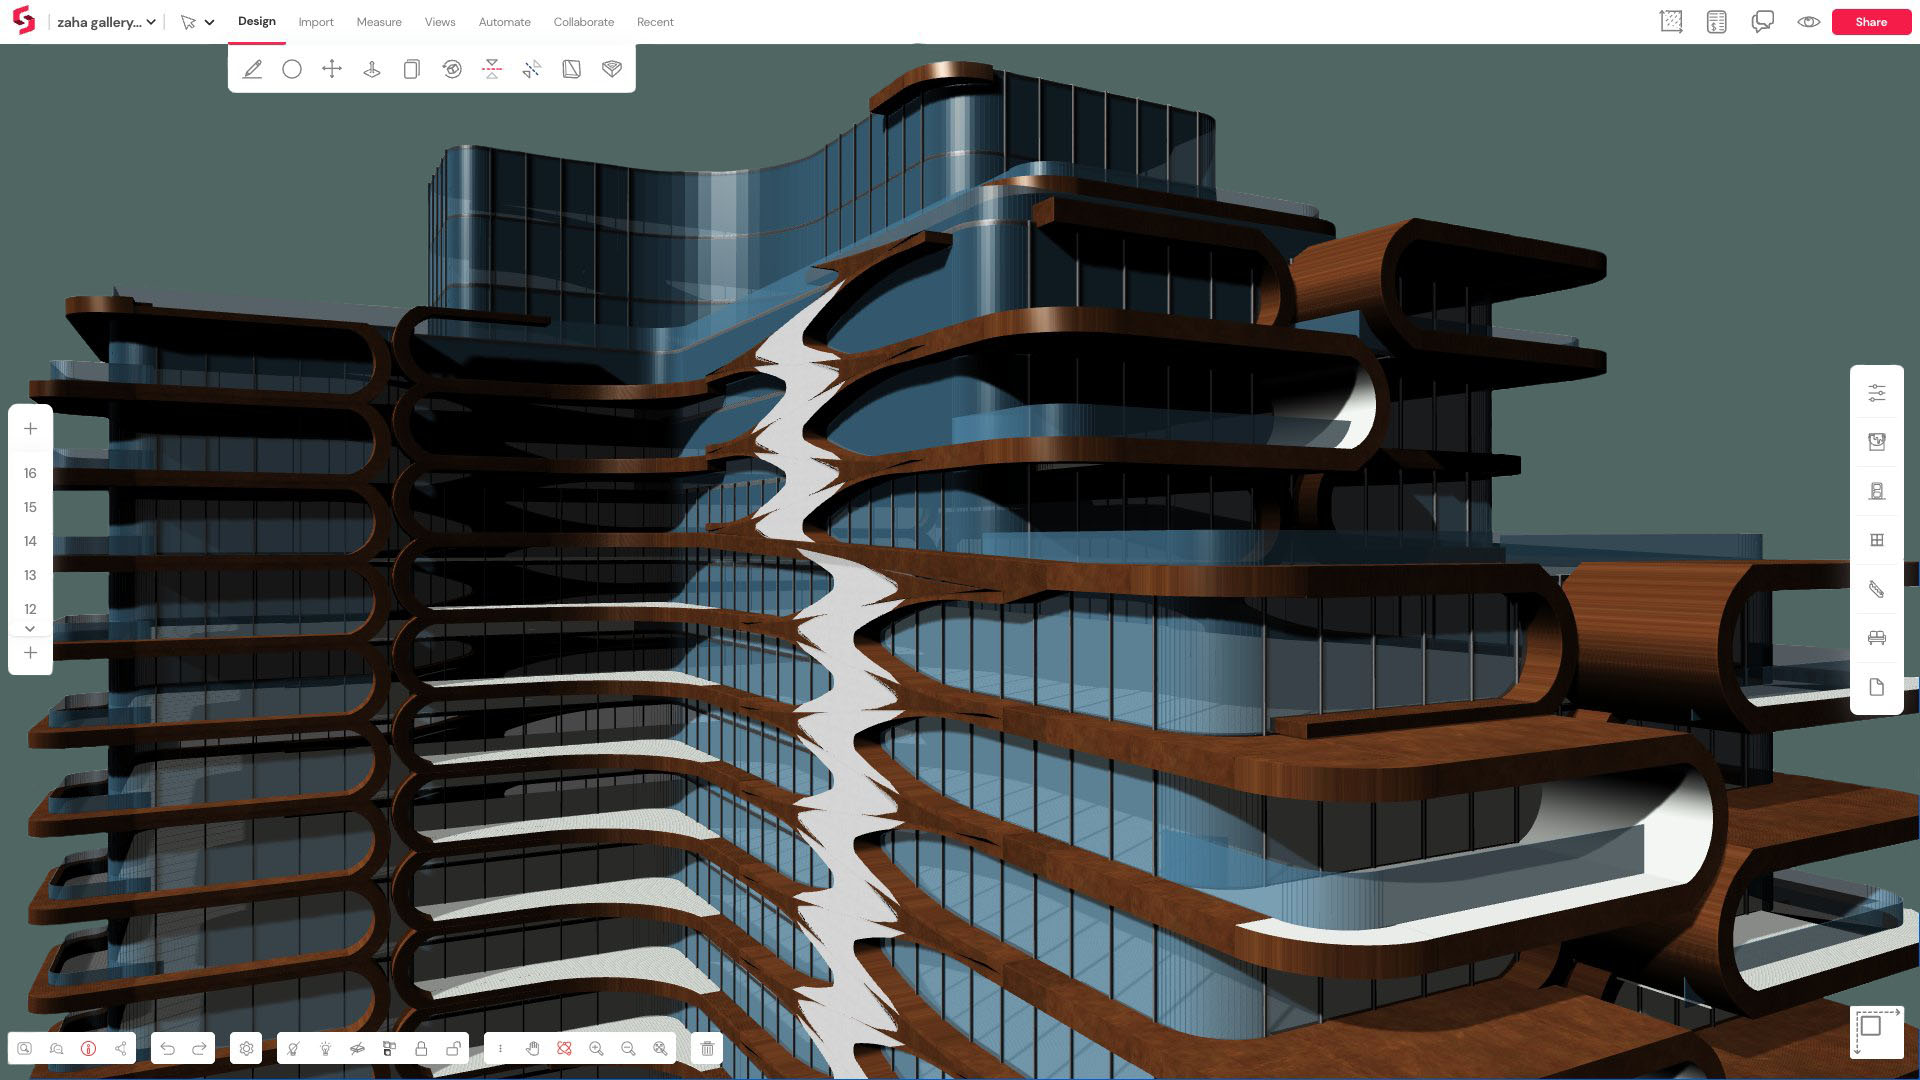 zaha gallery...
Design
Import
Measure
Views
Automate
Collaborate
Recent
Share
16
15
14
13
12